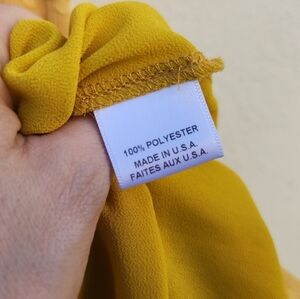 100% POLYESTER
MADE IN U.S.A.
FAITES AUX U.S.A.